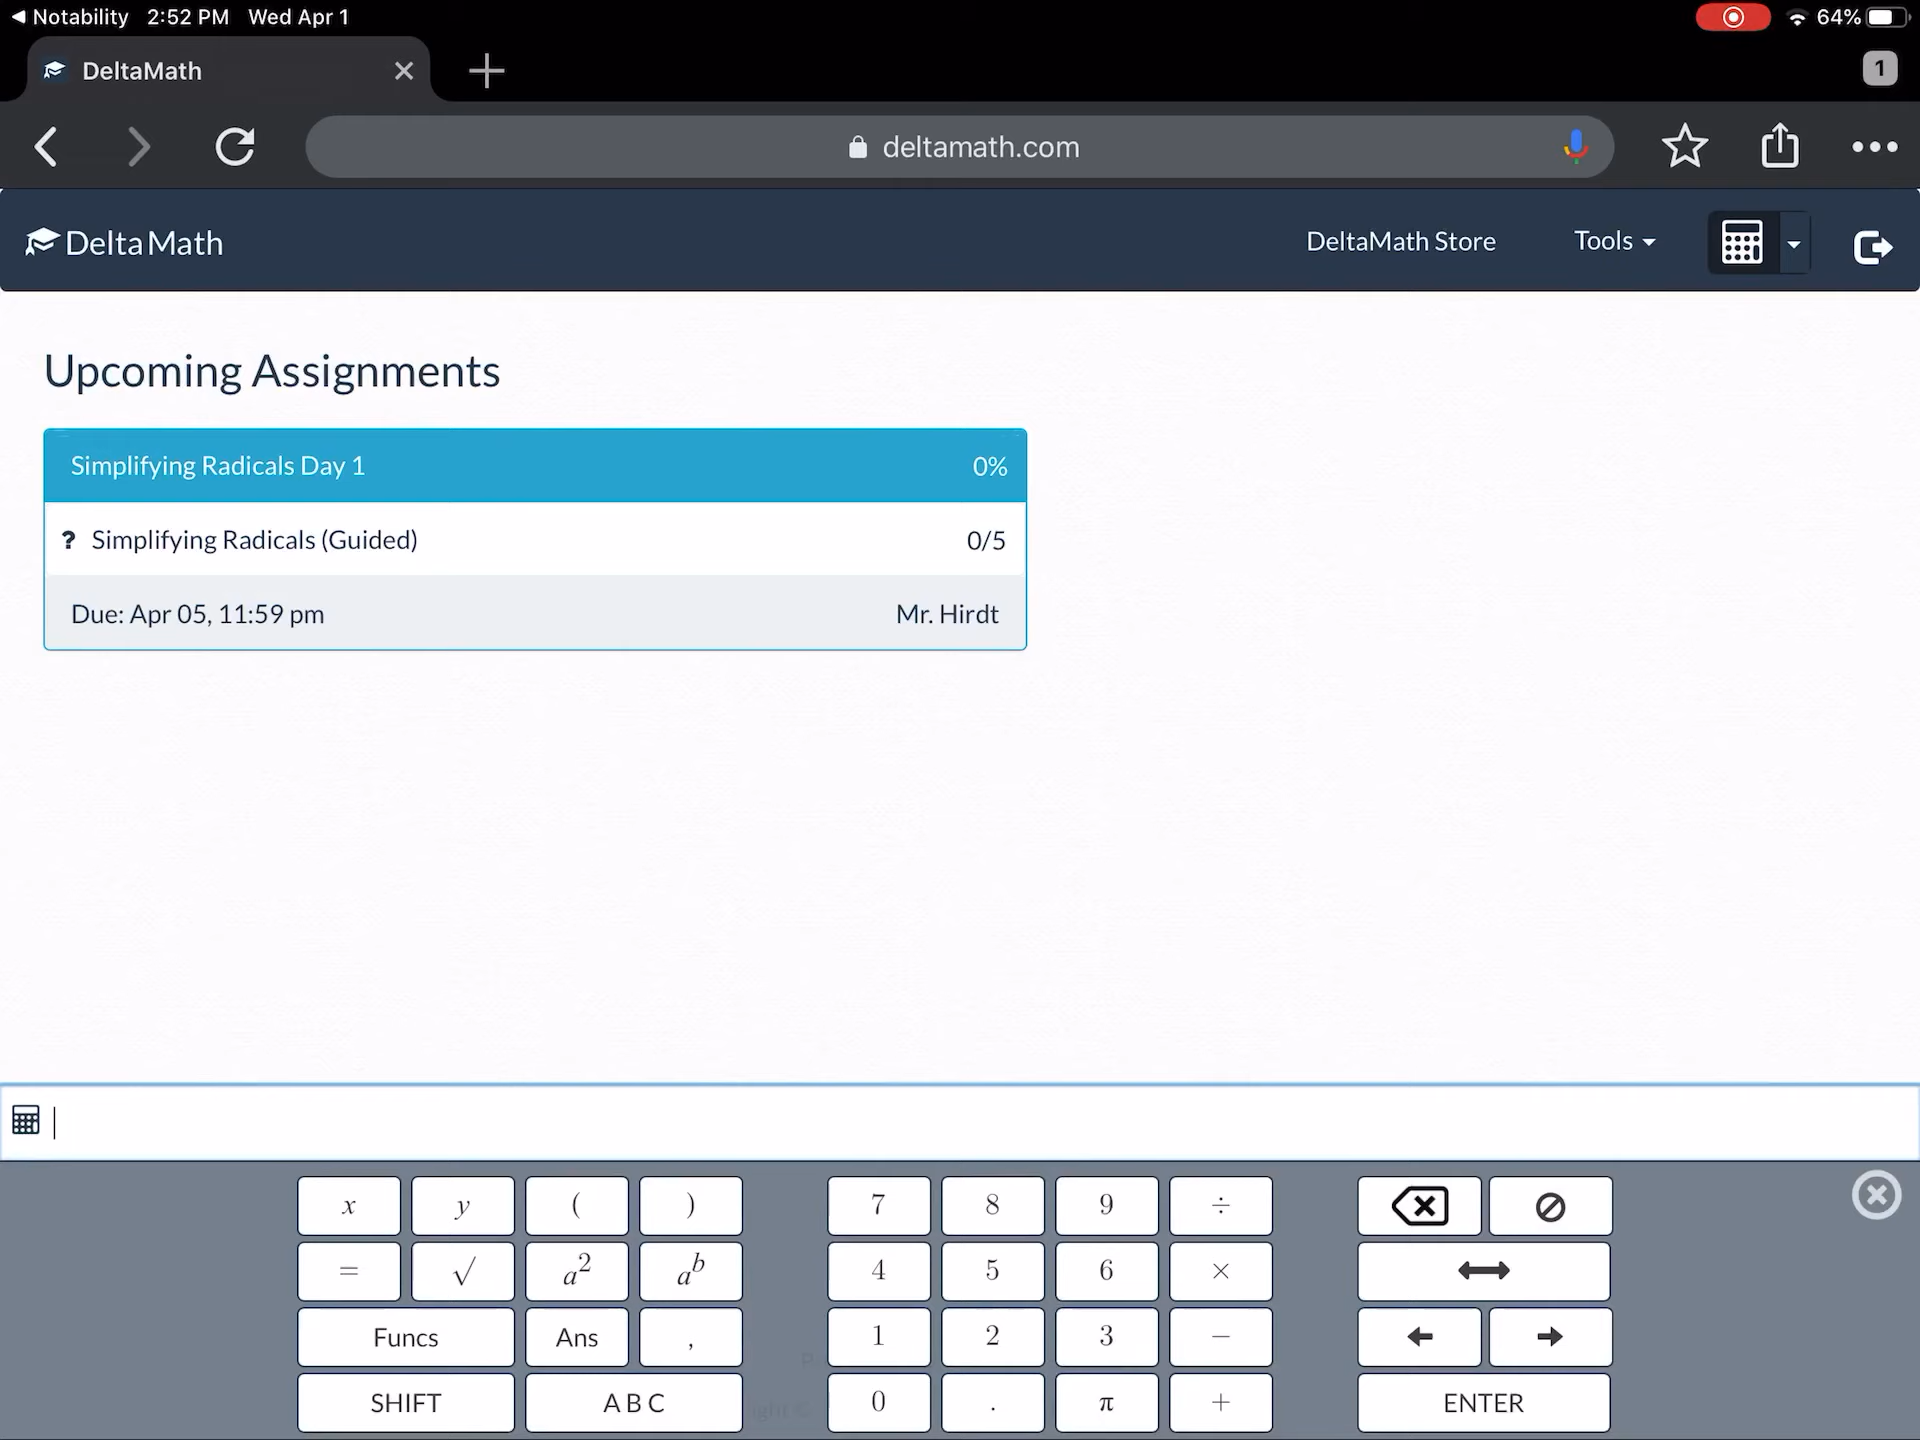 Notability 2:52 PM Wed Apr 1 64%
DeltaMath 1
deltamath.com
DeltaMath DeltaMath Store Tools
Upcoming Assignments
Simplifying Radicals Day 1 0%
? Simplifying Radicals (Guided) 0/5
Due: Apr 05, 11:59 pm Mr. Hirdt
x y ( ) 7 8 9 ÷
= √ a² aᵇ 4 5 6 ×
Funcs Ans , 1 2 3 −
SHIFT A B C 0 . π + ENTER